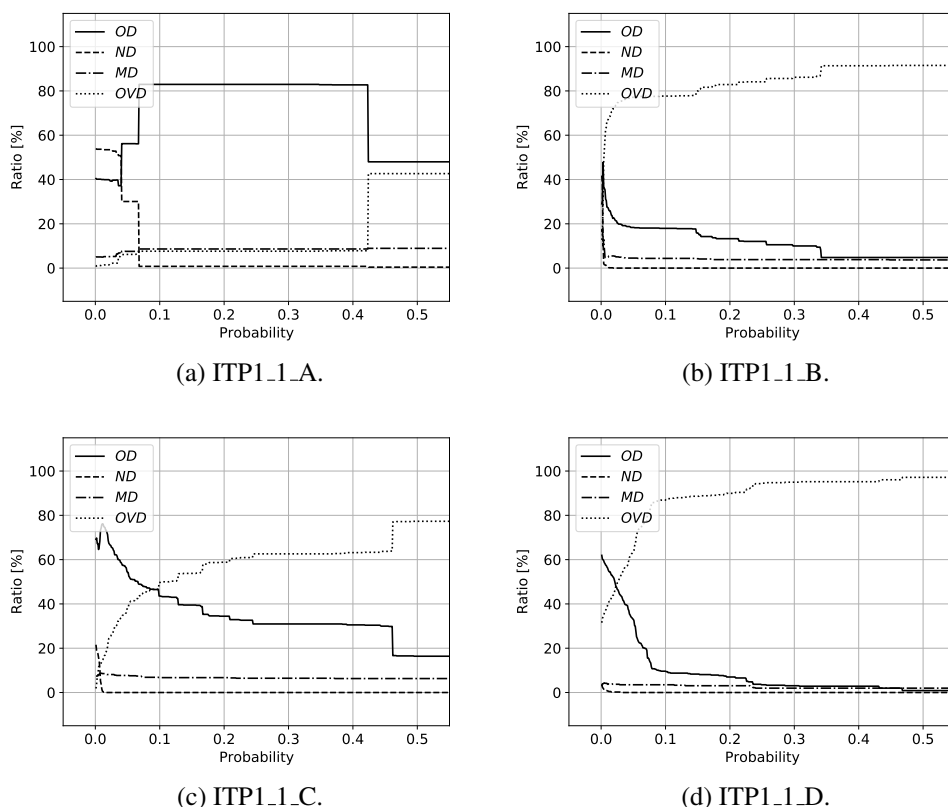 OD
ND
MD
OVD
100
80
60
40
20
0
Ratio [%]
0.0 0.1 0.2 0.3 0.4 0.5
Probability
(a) ITP1_1_A.
OD
ND
MD
OVD
100
80
60
40
20
0
Ratio [%]
0.0 0.1 0.2 0.3 0.4 0.5
Probability
(b) ITP1_1_B.
OD
ND
MD
OVD
100
80
60
40
20
0
Ratio [%]
0.0 0.1 0.2 0.3 0.4 0.5
Probability
(c) ITP1_1_C.
OD
ND
MD
OVD
100
80
60
40
20
0
Ratio [%]
0.0 0.1 0.2 0.3 0.4 0.5
Probability
(d) ITP1_1_D.